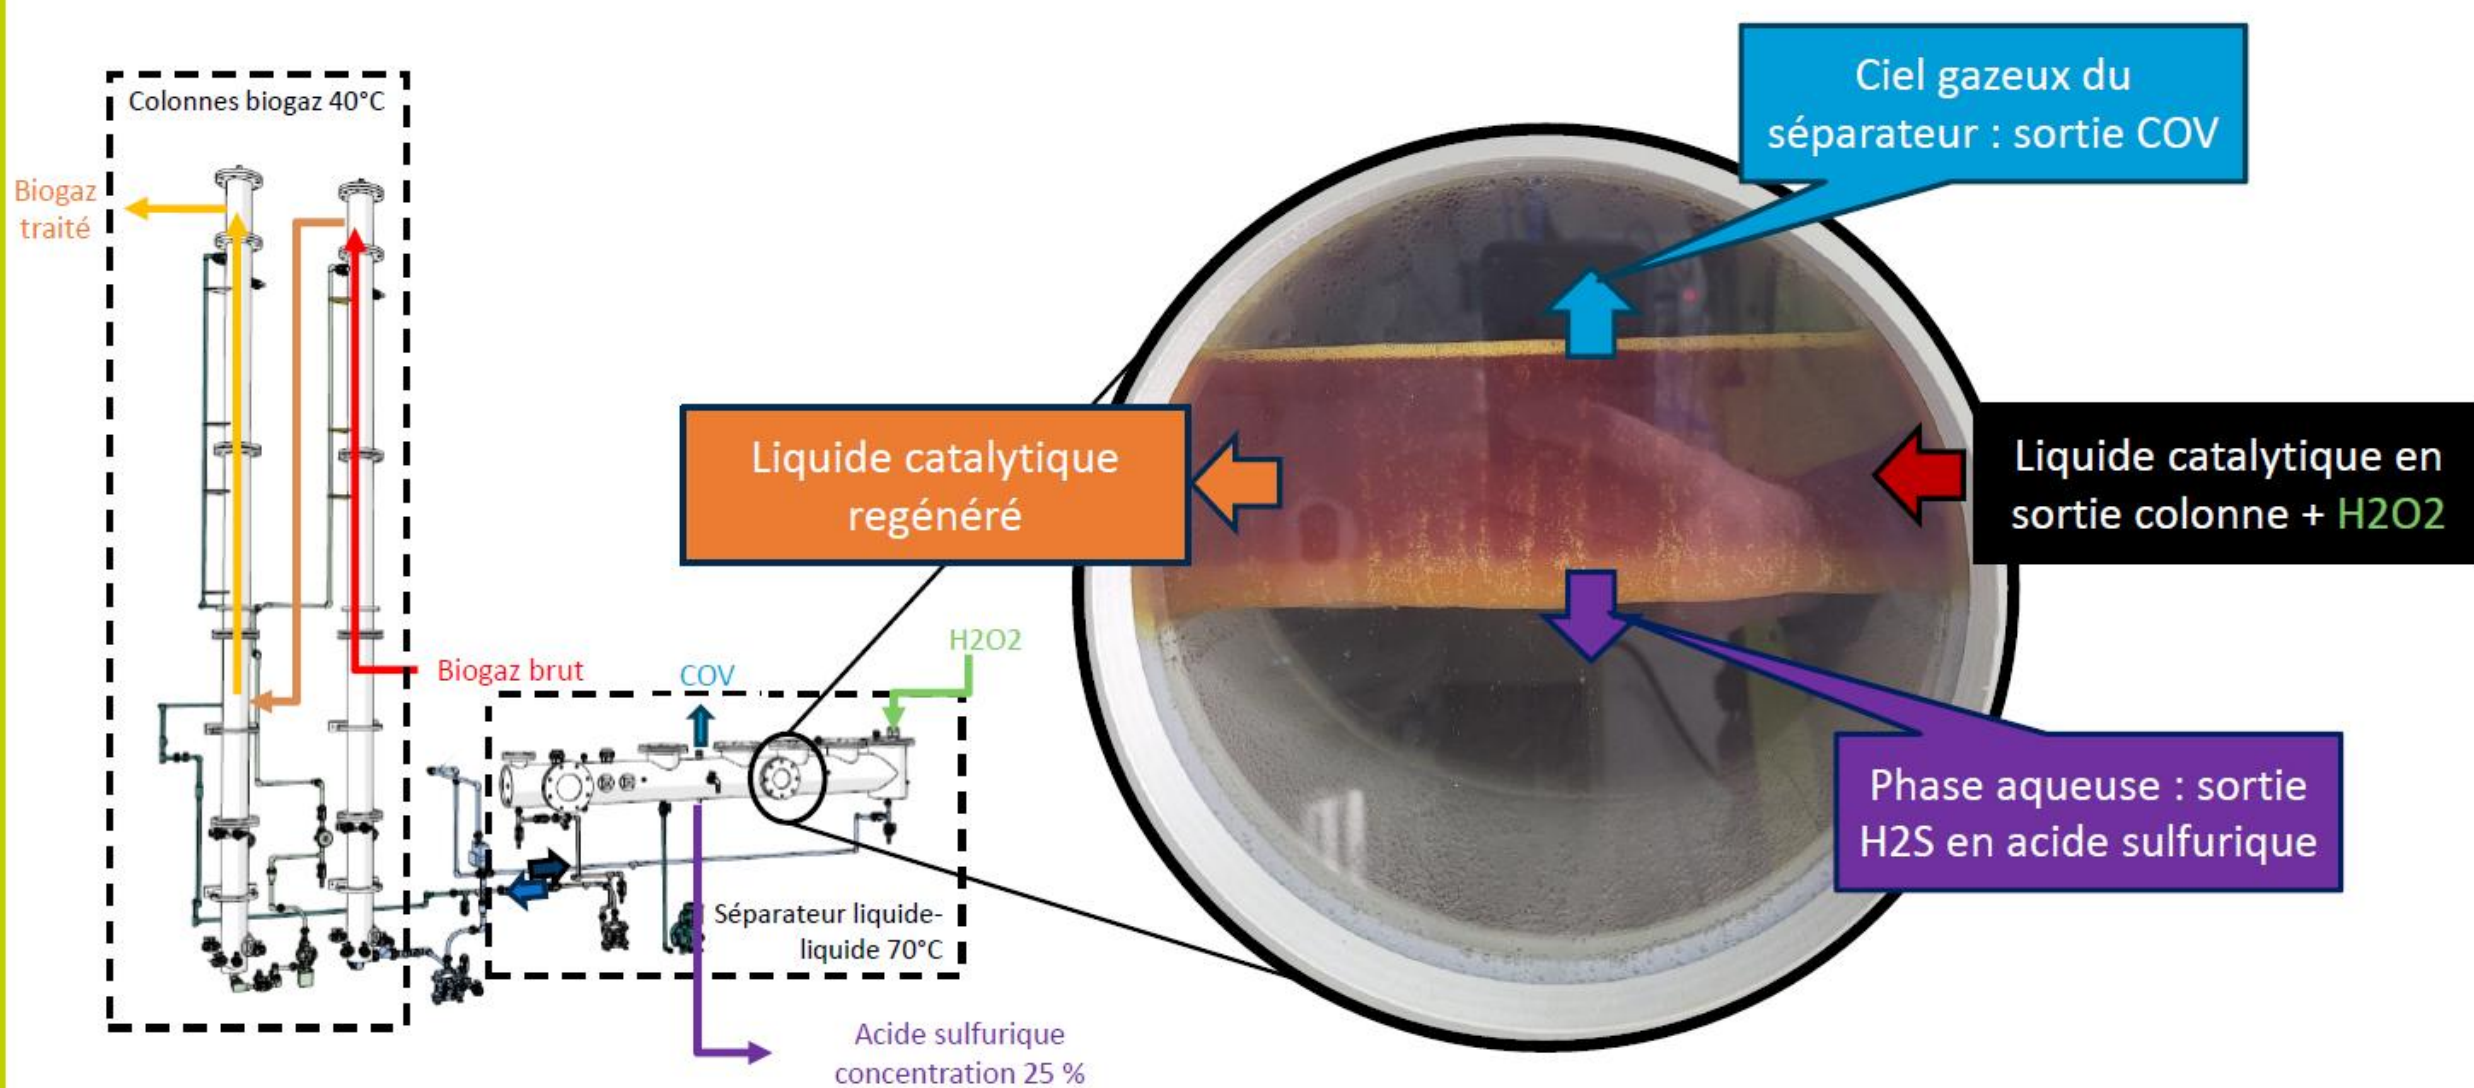 Colonnes biogaz 40°C
Biogaz
traité
Biogaz brut
COV
H2O2
Séparateur liquide-
liquide 70°C
Acide sulfurique
concentration 25 %
Liquide catalytique
regénéré
Ciel gazeux du
séparateur : sortie COV
Liquide catalytique en
sortie colonne + H2O2
Phase aqueuse : sortie
H2S en acide sulfurique